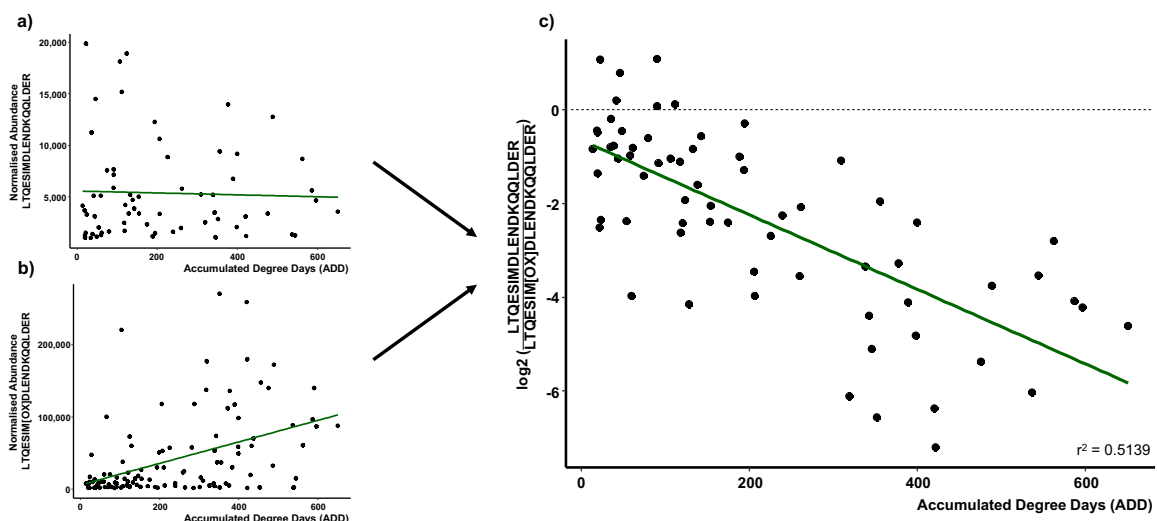 a)
20,000
15,000
10,000
5,000
Normalised Abundance
LTQESIMDLENDKQQLDER
0
200
400
600
Accumulated Degree Days (ADD)
b)
200,000
100,000
0
Normalised Abundance
LTQESIM[OX]DLENDKQQLDER
0
200
400
600
Accumulated Degree Days (ADD)
c)
0
-2
-4
-6
log2 (LTQESIMDLENDKQQLDER
LTQESIM[OX]DLENDKQQLDER)
r² = 0.5139
0
200
400
600
Accumulated Degree Days (ADD)